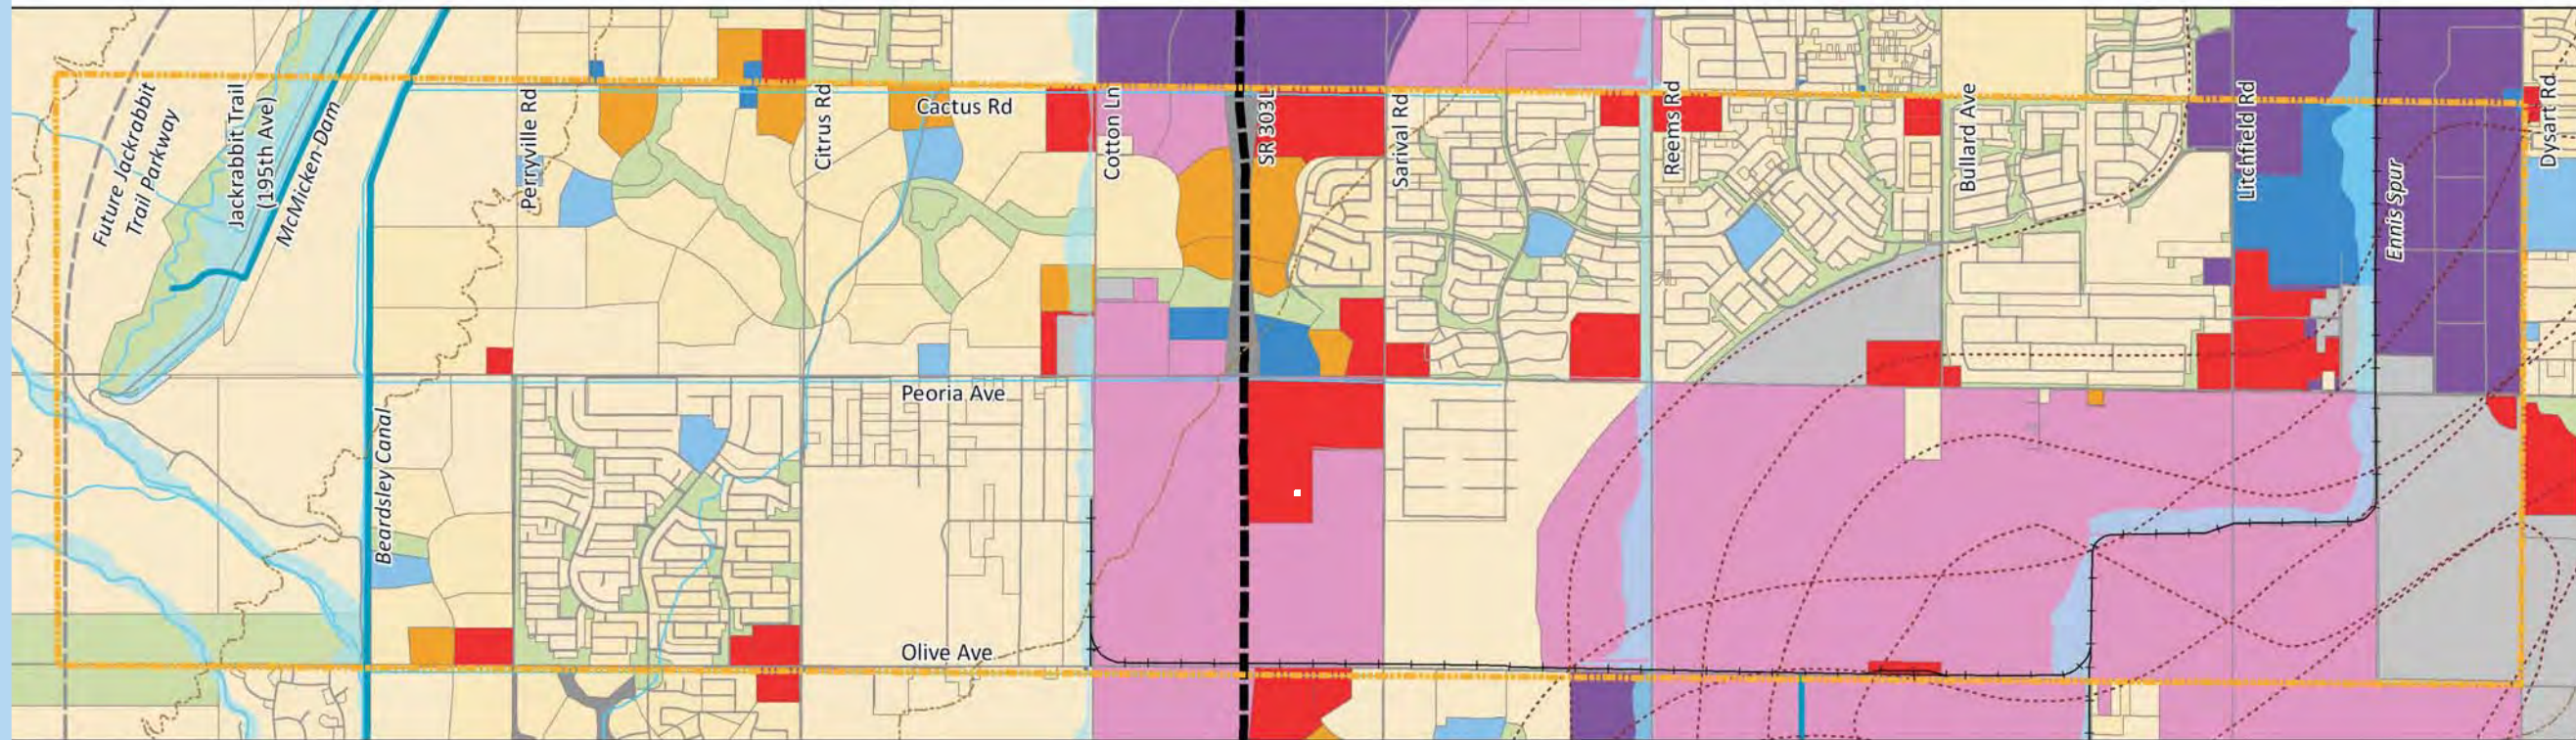 Future Jackrabbit
Trail Parkway
Jackrabbit Trail
(195th Ave)
McMicken Dam
Beardsley Canal
Perryville Rd
Citrus Rd
Cactus Rd
Peoria Ave
Olive Ave
Cotton Ln
SR 303L
Sarival Rd
Reems Rd
Bullard Ave
Litchfield Rd
Ennis Spur
Dysart Rd